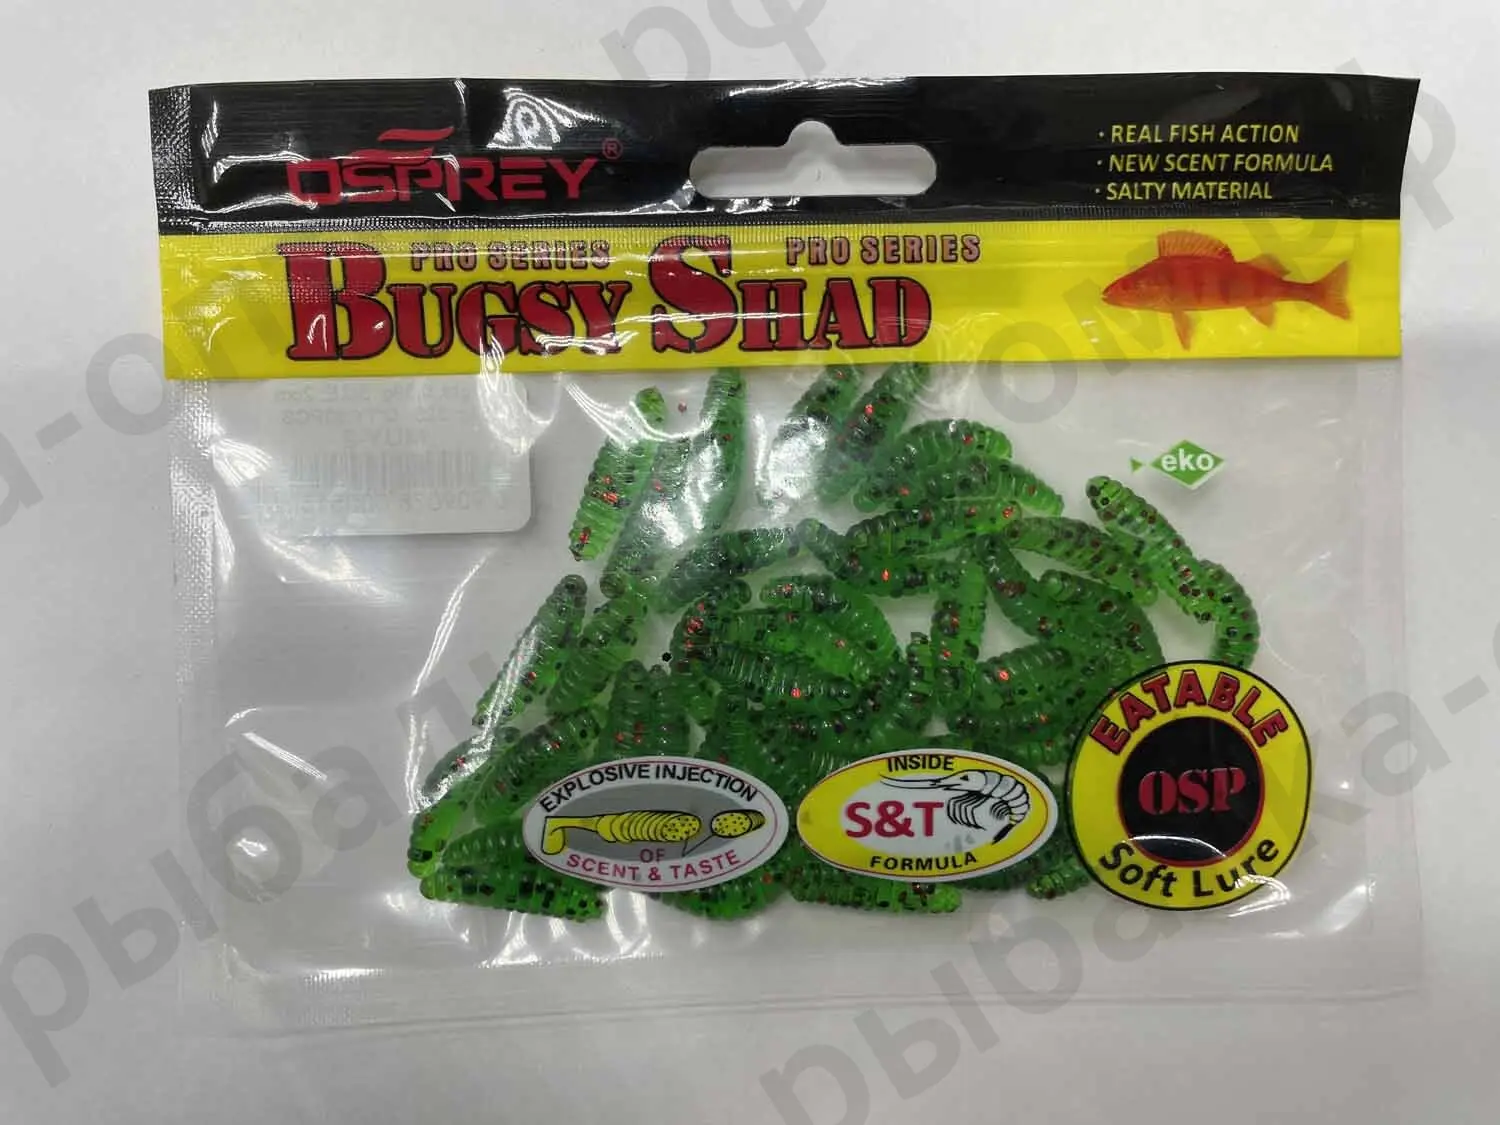 OSPREY®
· REAL FISH ACTION
· NEW SCENT FORMULA
· SALTY MATERIAL
PRO SERIES PRO SERIES
BUGSY SHAD
eko
EXPLOSIVE INJECTION
OF
SCENT & TASTE
INSIDE
S&T
FORMULA
EATABLE
OSP
Soft Lure